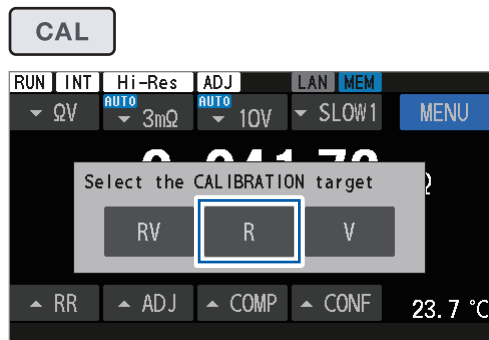 CAL
RUN INT Hi-Res ADJ LAN MEM
ΩV AUTO 3mΩ AUTO 10V SLOW1 MENU
Select the CALIBRATION target
RV R V
RR ADJ COMP CONF 23.7 °C